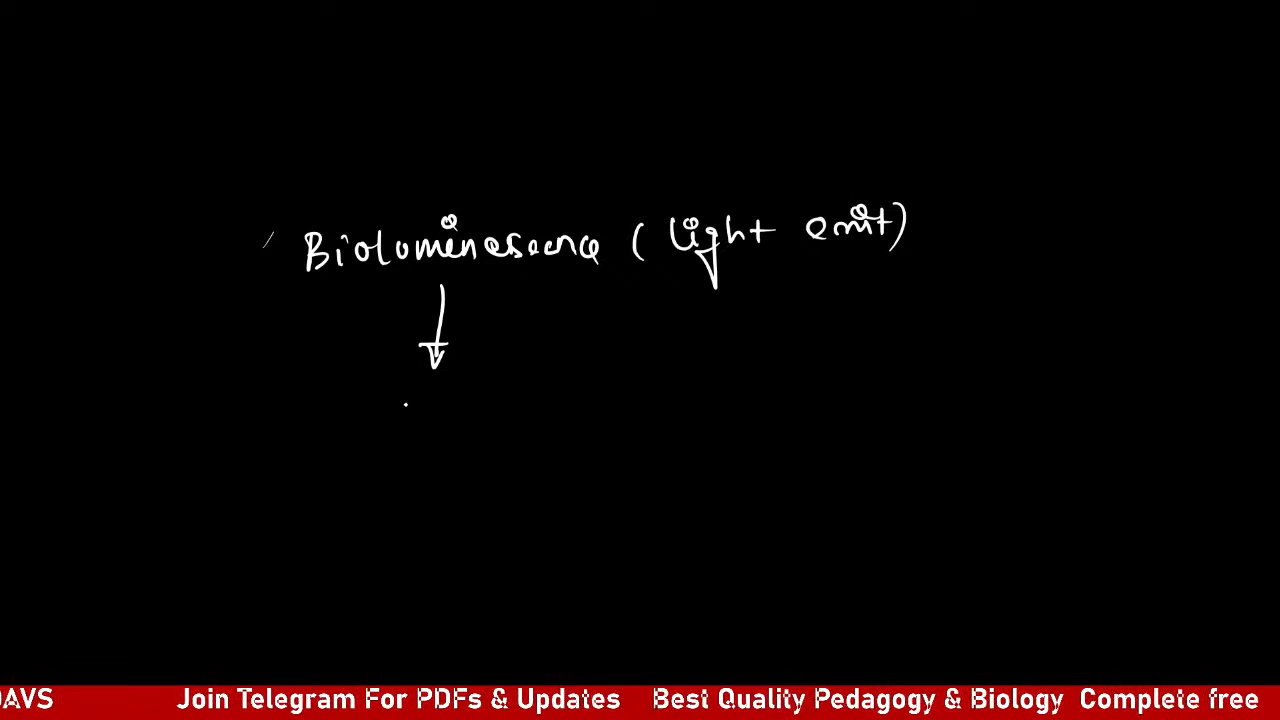 Bioluminescence (light emit)
DAVS Join Telegram For PDFs & Updates Best Quality Pedagogy & Biology Complete free